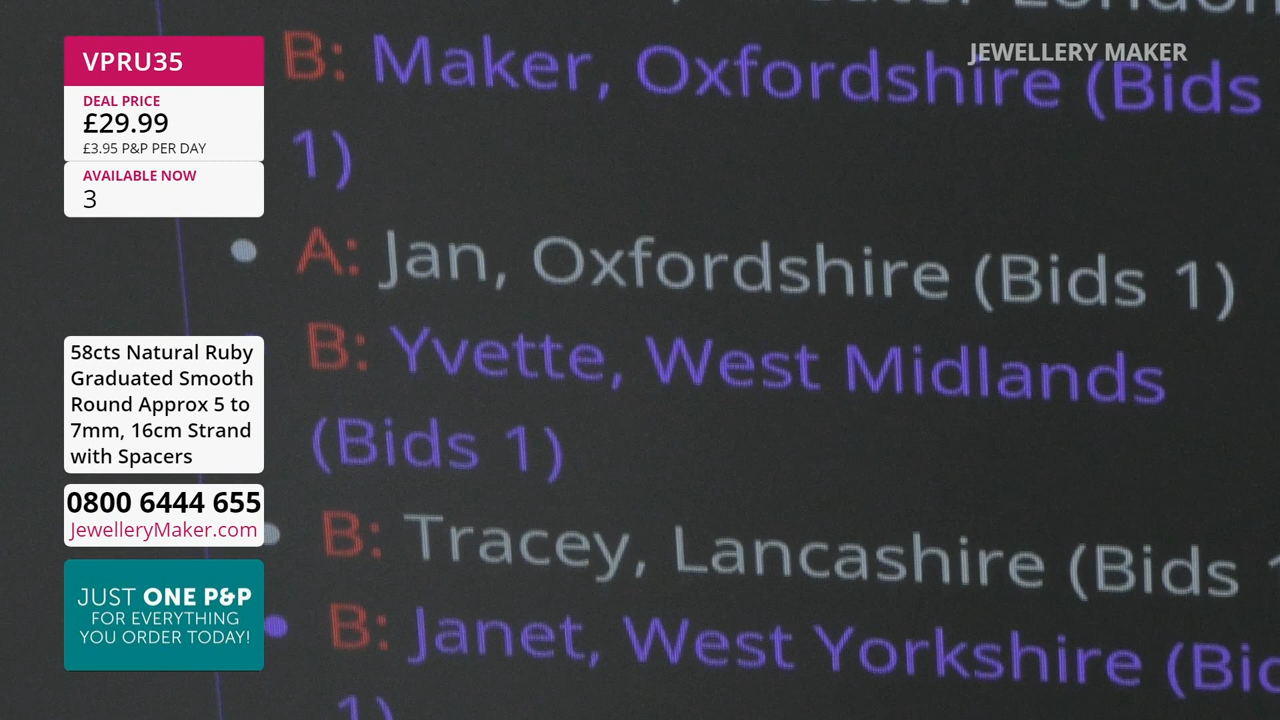 VPRU35
DEAL PRICE
£29.99
£3.95 P&P PER DAY
AVAILABLE NOW
3
58cts Natural Ruby
Graduated Smooth
Round Approx 5 to
7mm, 16cm Strand
with Spacers
0800 6444 655
JewelleryMaker.com
JUST ONE P&P
FOR EVERYTHING
YOU ORDER TODAY!
JEWELLERY MAKER
London
B: Maker, Oxfordshire (Bids
1)
A: Jan, Oxfordshire (Bids 1)
B: Yvette, West Midlands
(Bids 1)
B: Tracey, Lancashire (Bids
B: Janet, West Yorkshire (Bid
1)